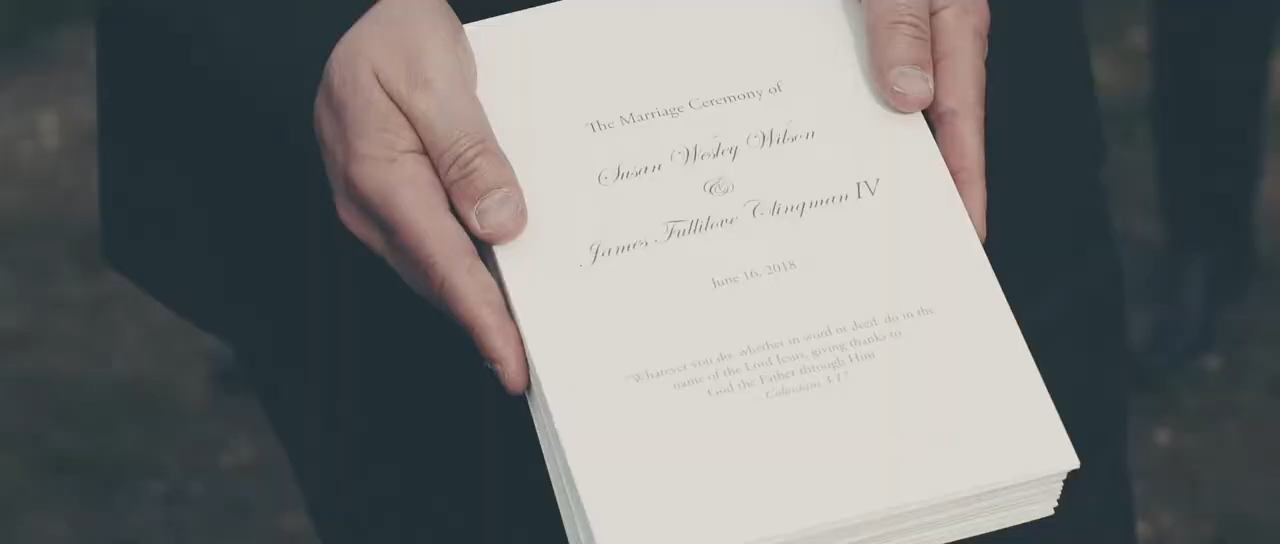 The Marriage Ceremony of
Susan Wesley Wilson
&
James Fullilove Clingman IV
June 16, 2018
"Whatever you do, whether in word or deed, do in the
name of the Lord Jesus, giving thanks to
God the Father through Him
Colossians 3:17